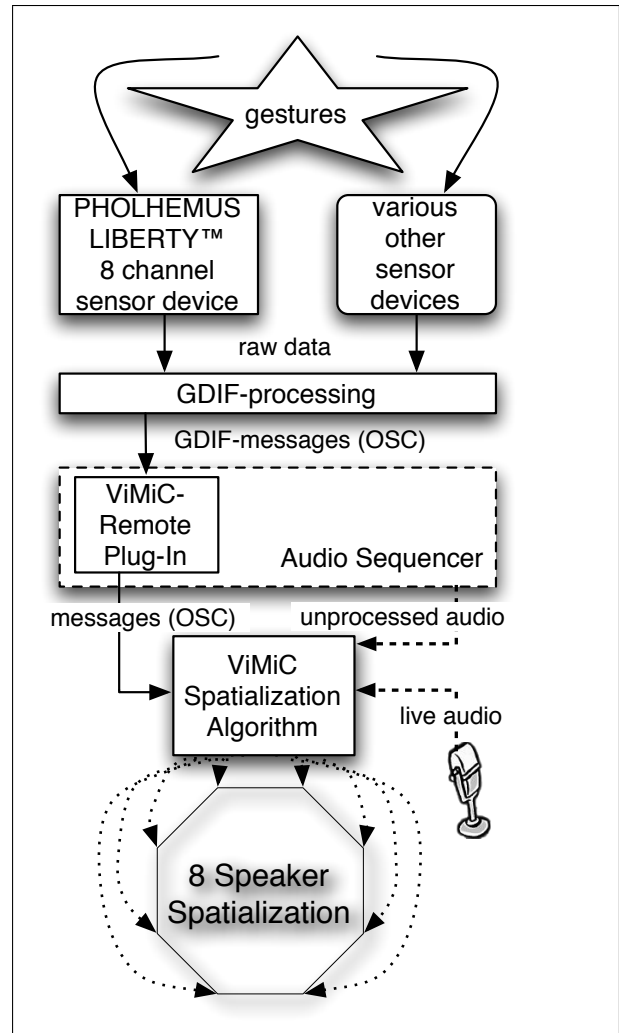 gestures
PHOLHEMUS
LIBERTY™
8 channel
sensor device
various
other
sensor
devices
raw data
GDIF-processing
GDIF-messages (OSC)
ViMiC-
Remote
Plug-In
Audio Sequencer
messages (OSC)
unprocessed audio
ViMiC
Spatialization
Algorithm
live audio
8 Speaker
Spatialization